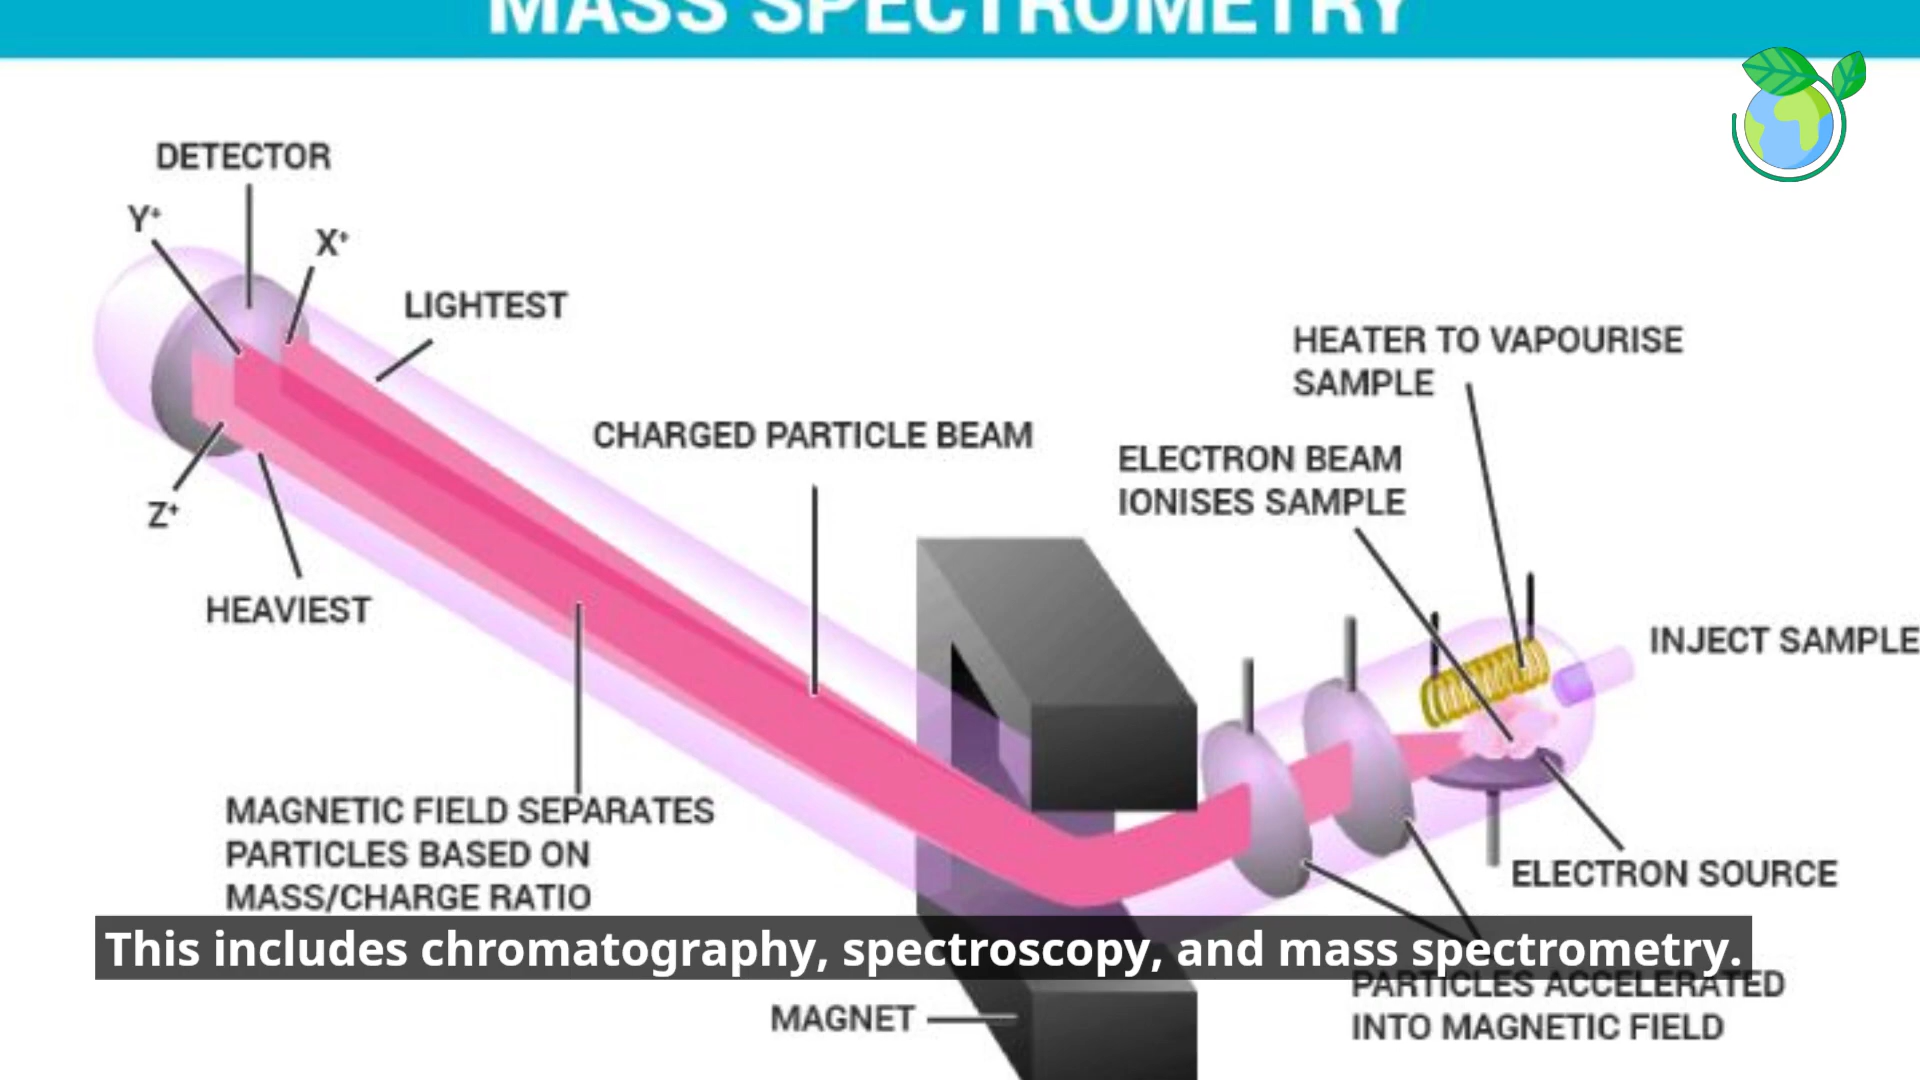 MASS SPECTROMETRY
DETECTOR
Y+
X+
LIGHTEST
HEATER TO VAPOURISE
SAMPLE
CHARGED PARTICLE BEAM
ELECTRON BEAM
IONISES SAMPLE
Z+
HEAVIEST
INJECT SAMPLE
MAGNETIC FIELD SEPARATES
PARTICLES BASED ON
MASS/CHARGE RATIO
ELECTRON SOURCE
This includes chromatography, spectroscopy, and mass spectrometry.
PARTICLES ACCELERATED
INTO MAGNETIC FIELD
MAGNET